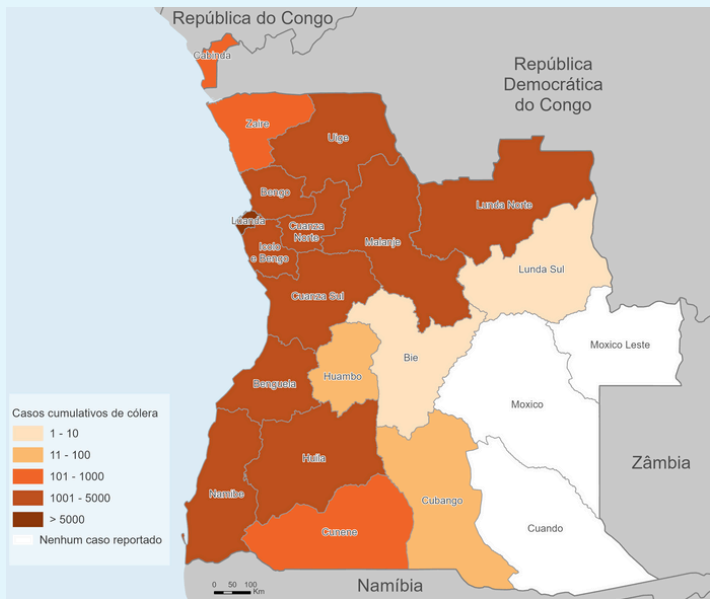 República do Congo
Cabinda
República
Democrática
do Congo
Zaire
Uige
Bengo
Lunda Norte
Luanda
Cuanza
Norte
Malanje
Icolo
e Bengo
Lunda Sul
Cuanza Sul
Moxico Leste
Bie
Huambo
Benguela
Moxico
Casos cumulativos de cólera
1 - 10
11 - 100
101 - 1000
1001 - 5000
> 5000
Nenhum caso reportado
Huila
Zâmbia
Namibe
Cubango
Cuando
Cunene
0 50 100
Km
Namíbia